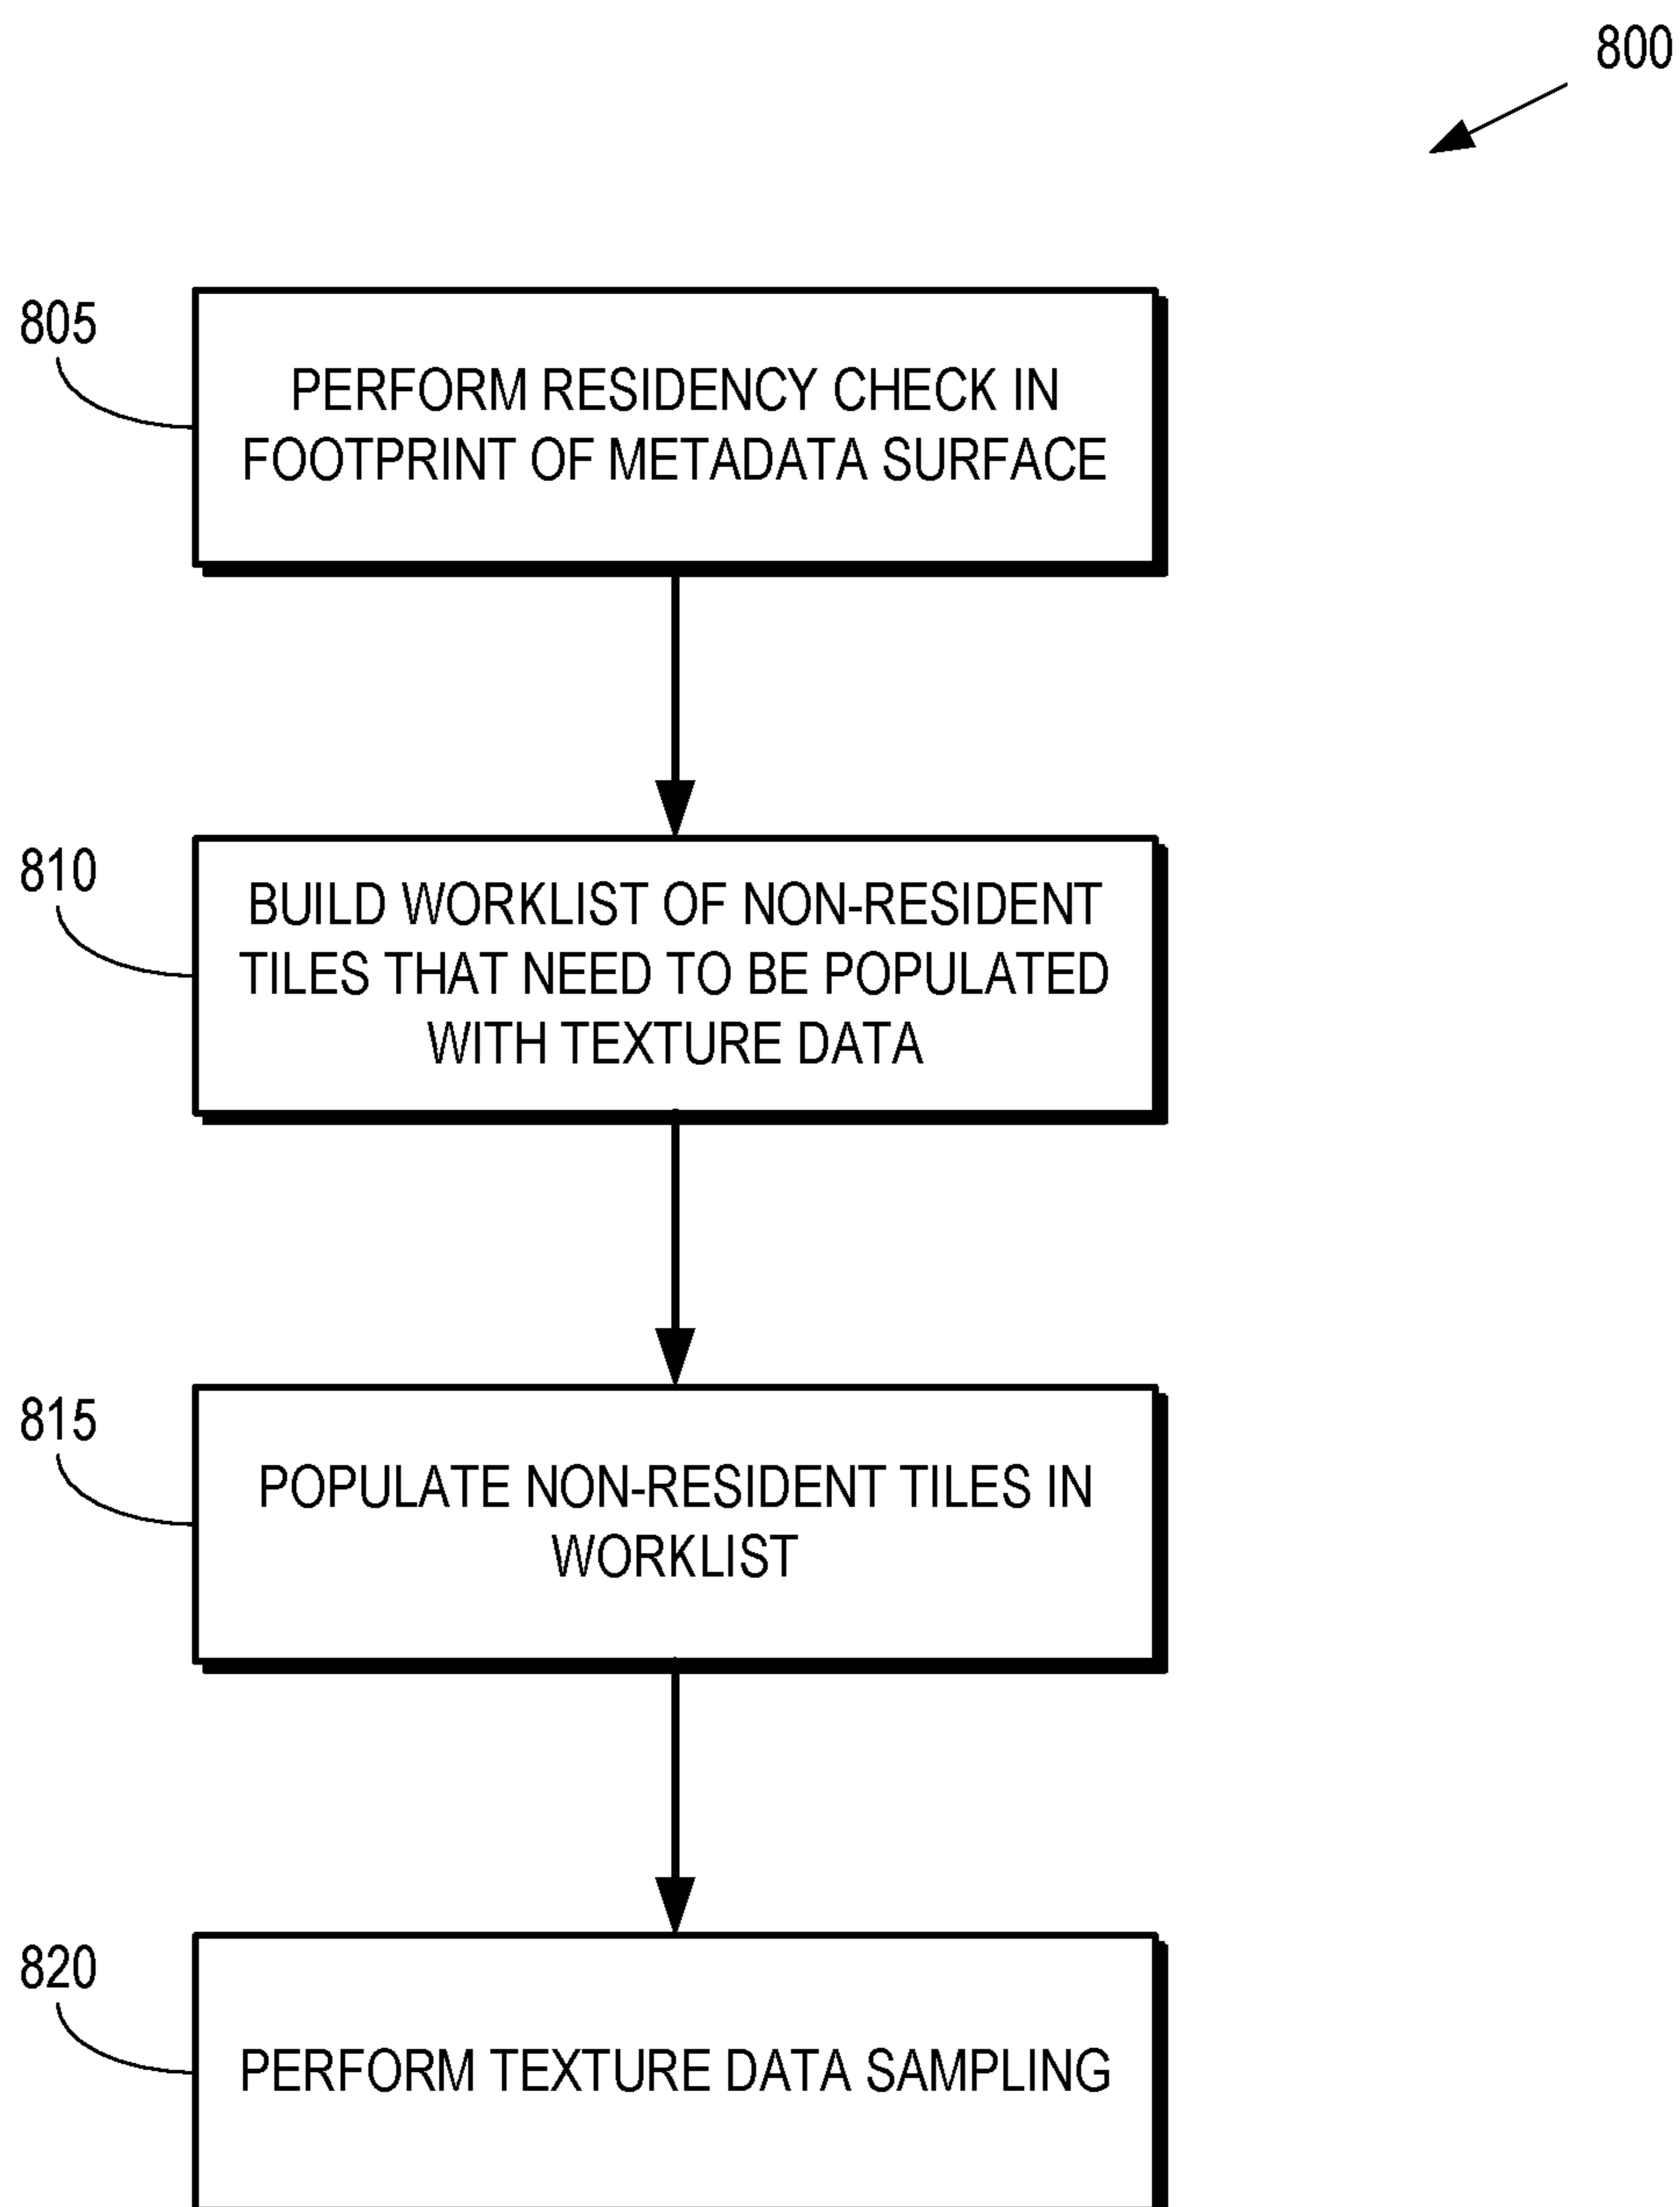 800
805
PERFORM RESIDENCY CHECK IN
FOOTPRINT OF METADATA SURFACE
810
BUILD WORKLIST OF NON-RESIDENT
TILES THAT NEED TO BE POPULATED
WITH TEXTURE DATA
815
POPULATE NON-RESIDENT TILES IN
WORKLIST
820
PERFORM TEXTURE DATA SAMPLING